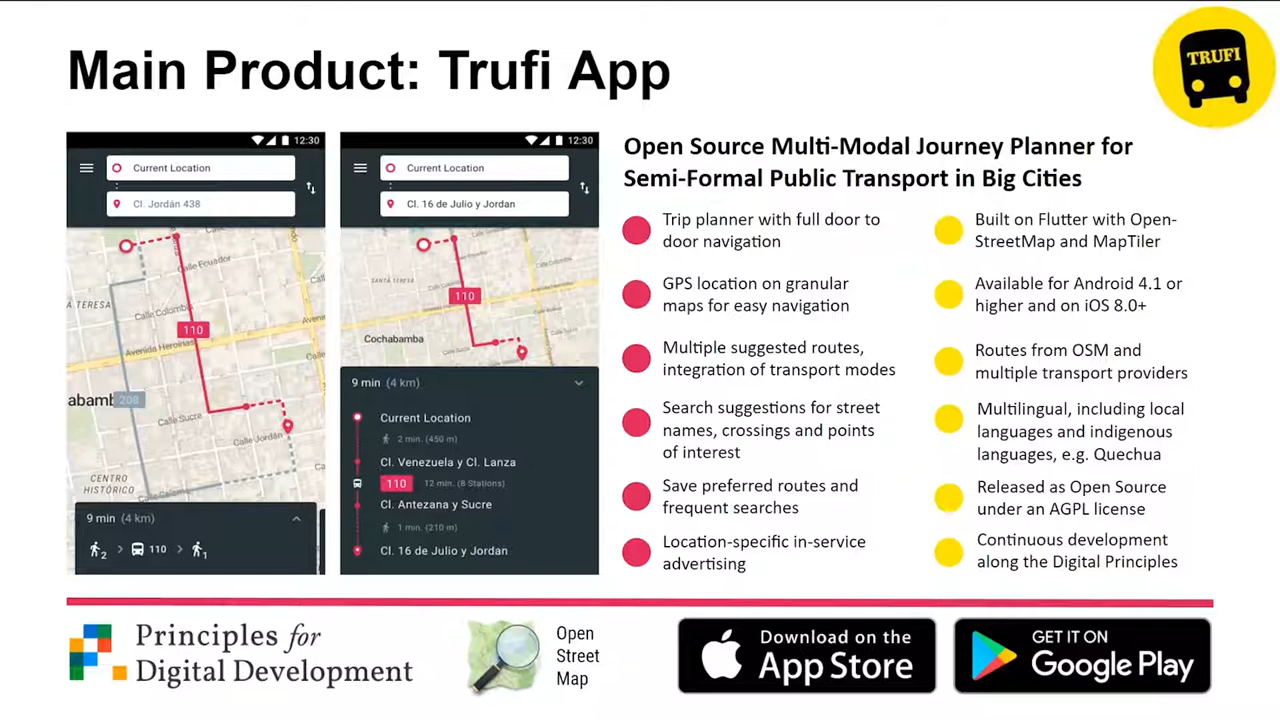 Main Product: Trufi App
TRUFI
12:30
Current Location
Cl. Jordán 438
Calle Ecuador
A TERESA
Calle Colombia
110
Avenida Heroínas
abamb
208
Calle Sucre
Calle Jordán
CENTRO
HISTÓRICO
Calle Colombia
9 min (4 km)
2
110
1
12:30
Current Location
Cl. 16 de Julio y Jordan
SANTA TERESA
110
Cochabamba
Calle Sucre
9 min (4 km)
Current Location
2 min. (450 m)
Cl. Venezuela y Cl. Lanza
110 12 min. (8 Stations)
Cl. Antezana y Sucre
1 min. (210 m)
Cl. 16 de Julio y Jordan
Open Source Multi-Modal Journey Planner for
Semi-Formal Public Transport in Big Cities
Trip planner with full door to
door navigation
GPS location on granular
maps for easy navigation
Multiple suggested routes,
integration of transport modes
Search suggestions for street
names, crossings and points
of interest
Save preferred routes and
frequent searches
Location-specific in-service
advertising
Built on Flutter with Open-
StreetMap and MapTiler
Available for Android 4.1 or
higher and on iOS 8.0+
Routes from OSM and
multiple transport providers
Multilingual, including local
languages and indigenous
languages, e.g. Quechua
Released as Open Source
under an AGPL license
Continuous development
along the Digital Principles
Principles for
Digital Development
Open
Street
Map
Download on the
App Store
GET IT ON
Google Play